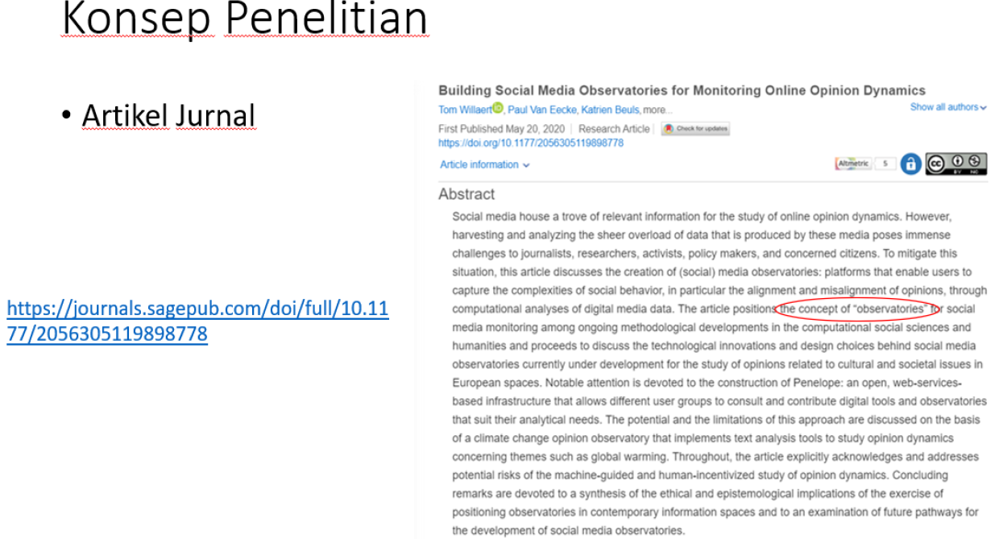 Konsep Penelitian
• Artikel Jurnal
https://journals.sagepub.com/doi/full/10.11
77/2056305119898778
Building Social Media Observatories for Monitoring Online Opinion Dynamics
Tom Willaert iD, Paul Van Eecke, Katrien Beuls, more... Show all authors
First Published May 20, 2020 | Research Article | Check for updates
https://doi.org/10.1177/2056305119898778
Article information Altmetric 5 cc BY NC
Abstract
Social media house a trove of relevant information for the study of online opinion dynamics. However,
harvesting and analyzing the sheer overload of data that is produced by these media poses immense
challenges to journalists, researchers, activists, policy makers, and concerned citizens. To mitigate this
situation, this article discusses the creation of (social) media observatories: platforms that enable users to
capture the complexities of social behavior, in particular the alignment and misalignment of opinions, through
computational analyses of digital media data. The article positions the concept of “observatories” for social
media monitoring among ongoing methodological developments in the computational social sciences and
humanities and proceeds to discuss the technological innovations and design choices behind social media
observatories currently under development for the study of opinions related to cultural and societal issues in
European spaces. Notable attention is devoted to the construction of Penelope: an open, web-services-
based infrastructure that allows different user groups to consult and contribute digital tools and observatories
that suit their analytical needs. The potential and the limitations of this approach are discussed on the basis
of a climate change opinion observatory that implements text analysis tools to study opinion dynamics
concerning themes such as global warming. Throughout, the article explicitly acknowledges and addresses
potential risks of the machine-guided and human-incentivized study of opinion dynamics. Concluding
remarks are devoted to a synthesis of the ethical and epistemological implications of the exercise of
positioning observatories in contemporary information spaces and to an examination of future pathways for
the development of social media observatories.